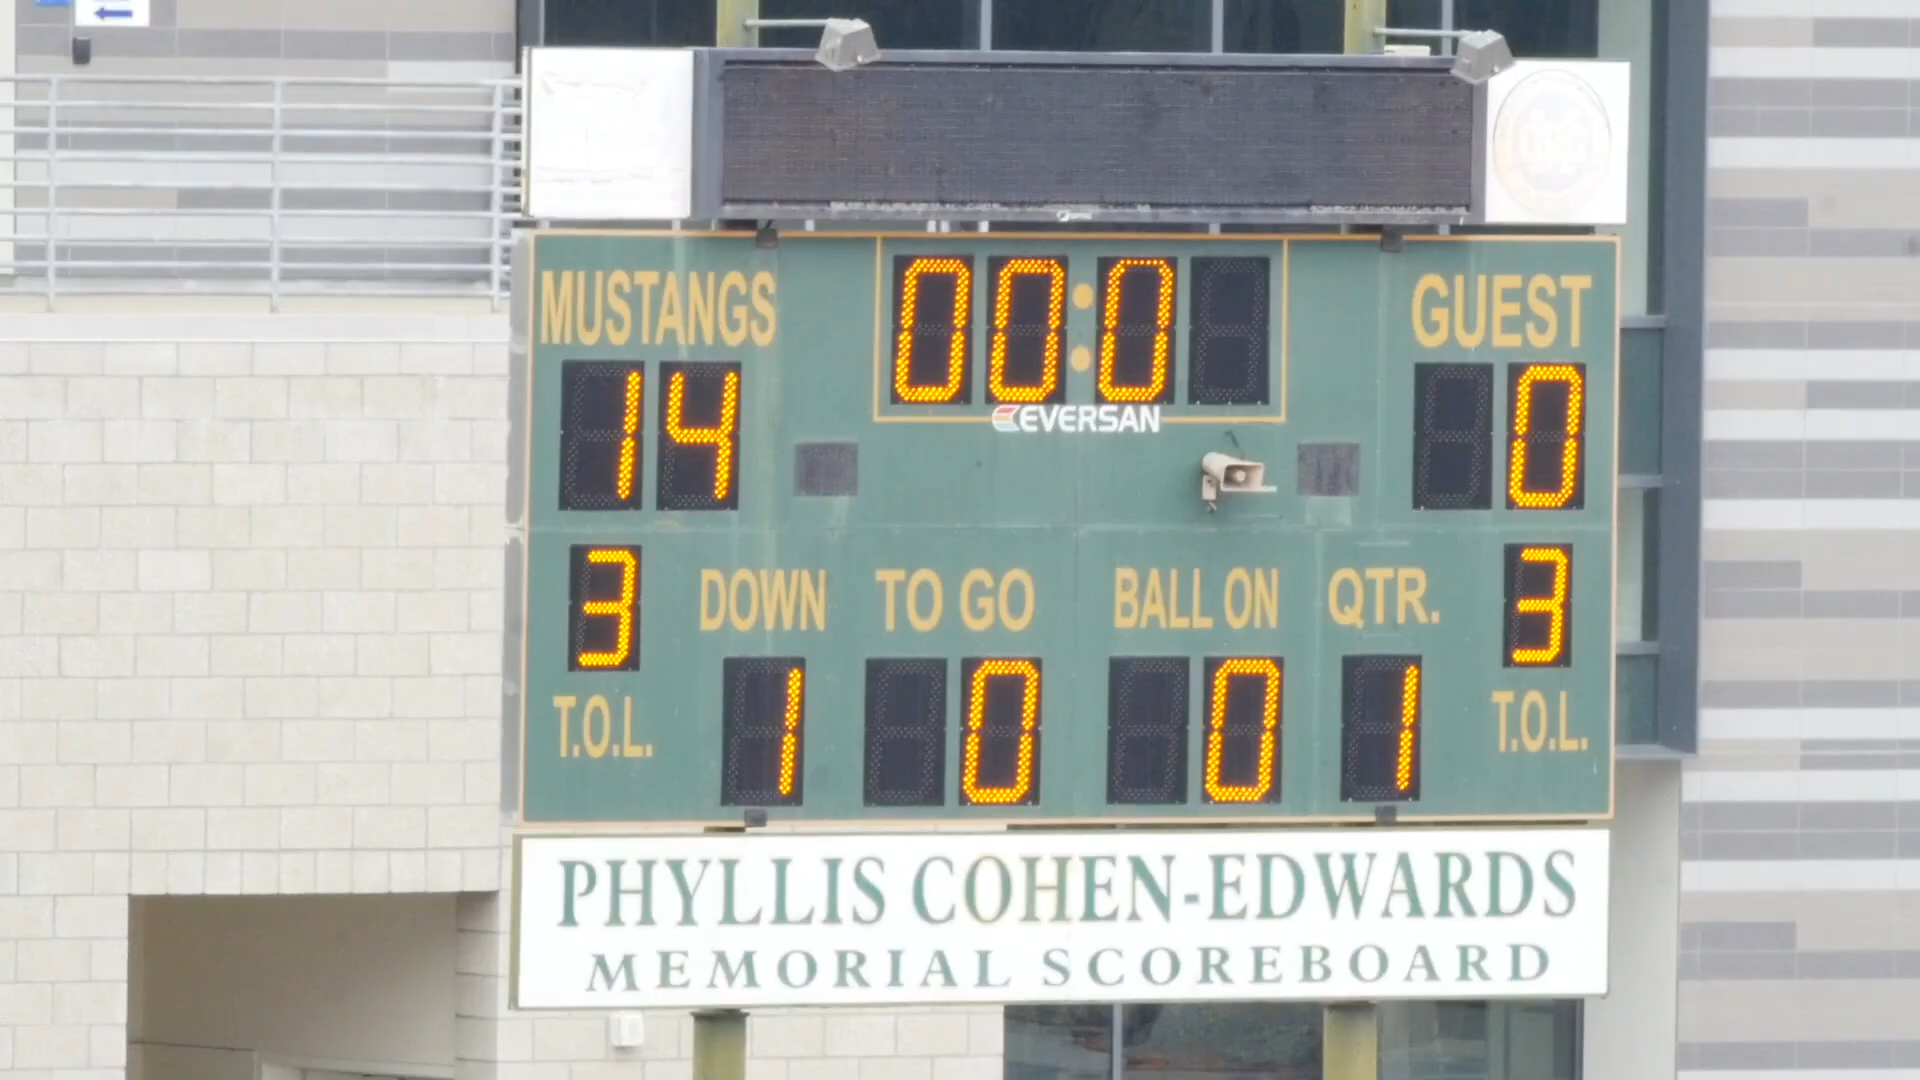 MUSTANGS 00:0 GUEST
EVERSAN
14 0
3 DOWN TO GO BALL ON QTR. 3
T.O.L. 1 0 0 1 T.O.L.
PHYLLIS COHEN-EDWARDS
MEMORIAL SCOREBOARD